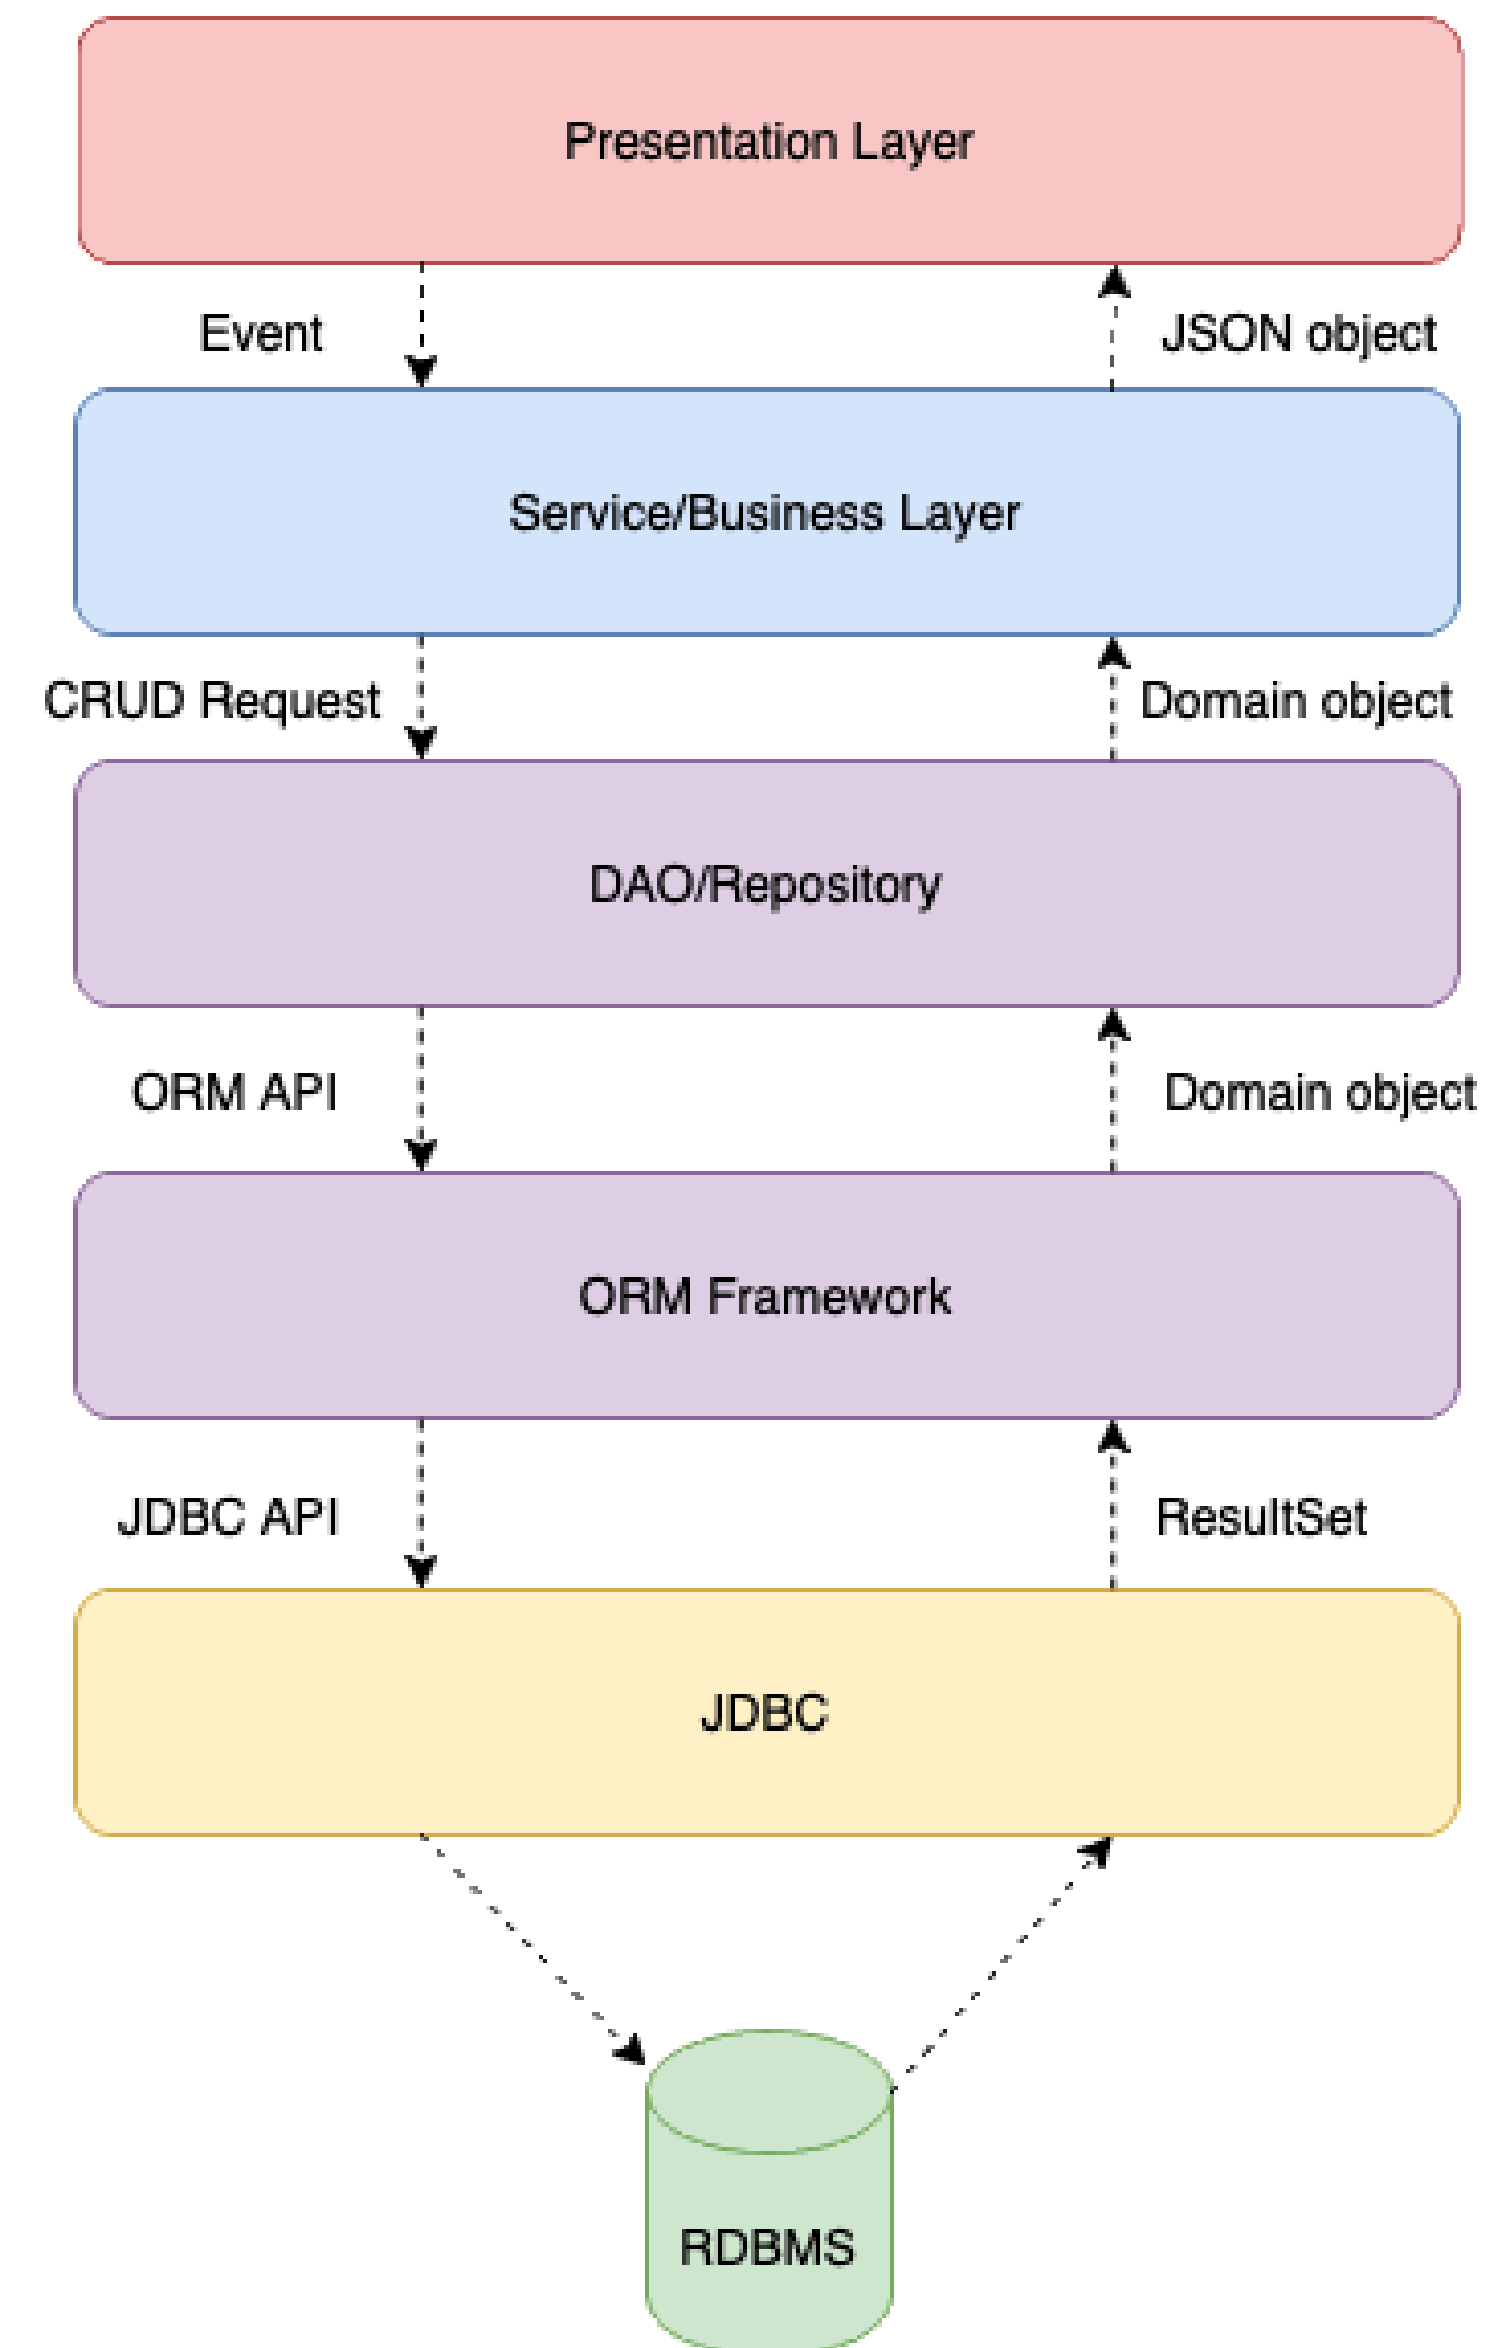 Presentation Layer
Event
JSON object
Service/Business Layer
CRUD Request
Domain object
DAO/Repository
ORM API
Domain object
ORM Framework
JDBC API
ResultSet
JDBC
RDBMS